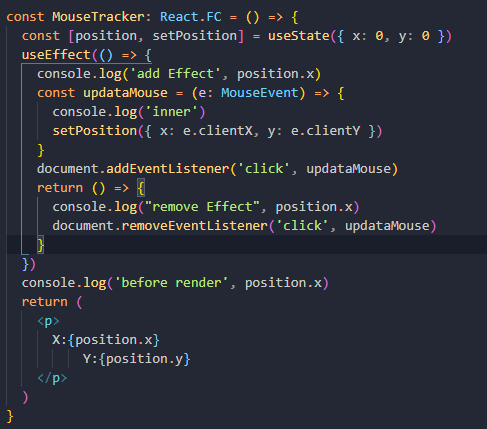 const MouseTracker: React.FC = () => {
const [position, setPosition] = useState({ x: 0, y: 0 })
useEffect(() => {
console.log('add Effect', position.x)
const updataMouse = (e: MouseEvent) => {
console.log('inner')
setPosition({ x: e.clientX, y: e.clientY })
}
document.addEventListener('click', updataMouse)
return () => {
console.log("remove Effect", position.x)
document.removeEventListener('click', updataMouse)
}
})
console.log('before render', position.x)
return (
<p>
X:{position.x}
Y:{position.y}
</p>
)
}